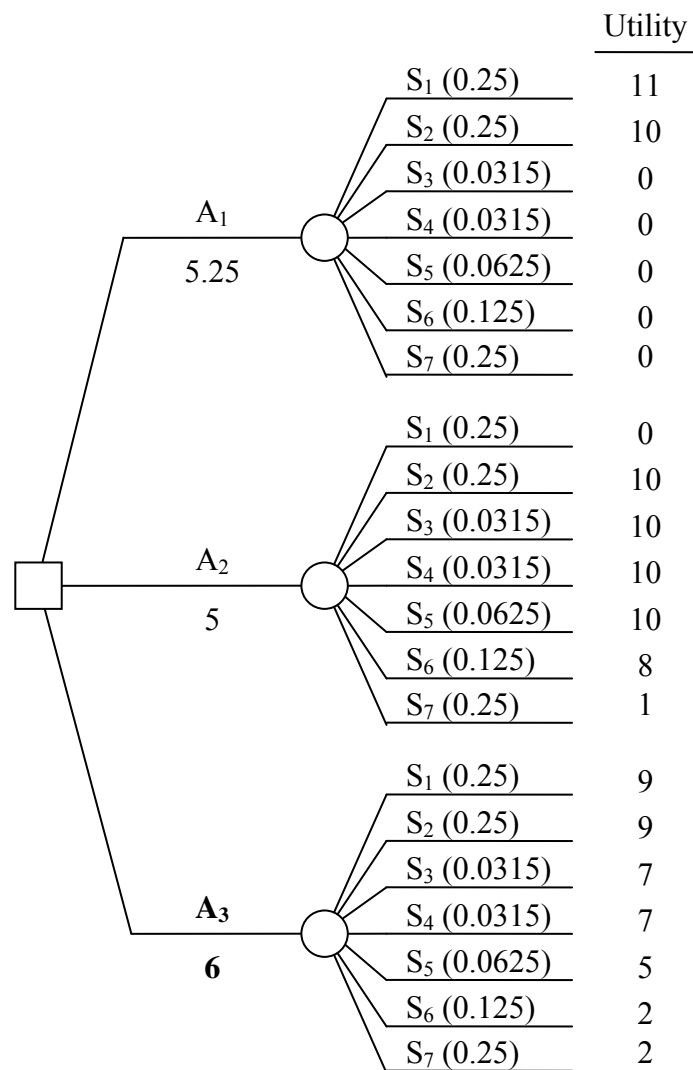 Utility
S₁ (0.25) 11
S₂ (0.25) 10
S₃ (0.0315) 0
A₁
S₄ (0.0315) 0
5.25
S₅ (0.0625) 0
S₆ (0.125) 0
S₇ (0.25) 0
S₁ (0.25) 0
S₂ (0.25) 10
S₃ (0.0315) 10
A₂
S₄ (0.0315) 10
5
S₅ (0.0625) 10
S₆ (0.125) 8
S₇ (0.25) 1
S₁ (0.25) 9
S₂ (0.25) 9
S₃ (0.0315) 7
A₃
S₄ (0.0315) 7
6
S₅ (0.0625) 5
S₆ (0.125) 2
S₇ (0.25) 2